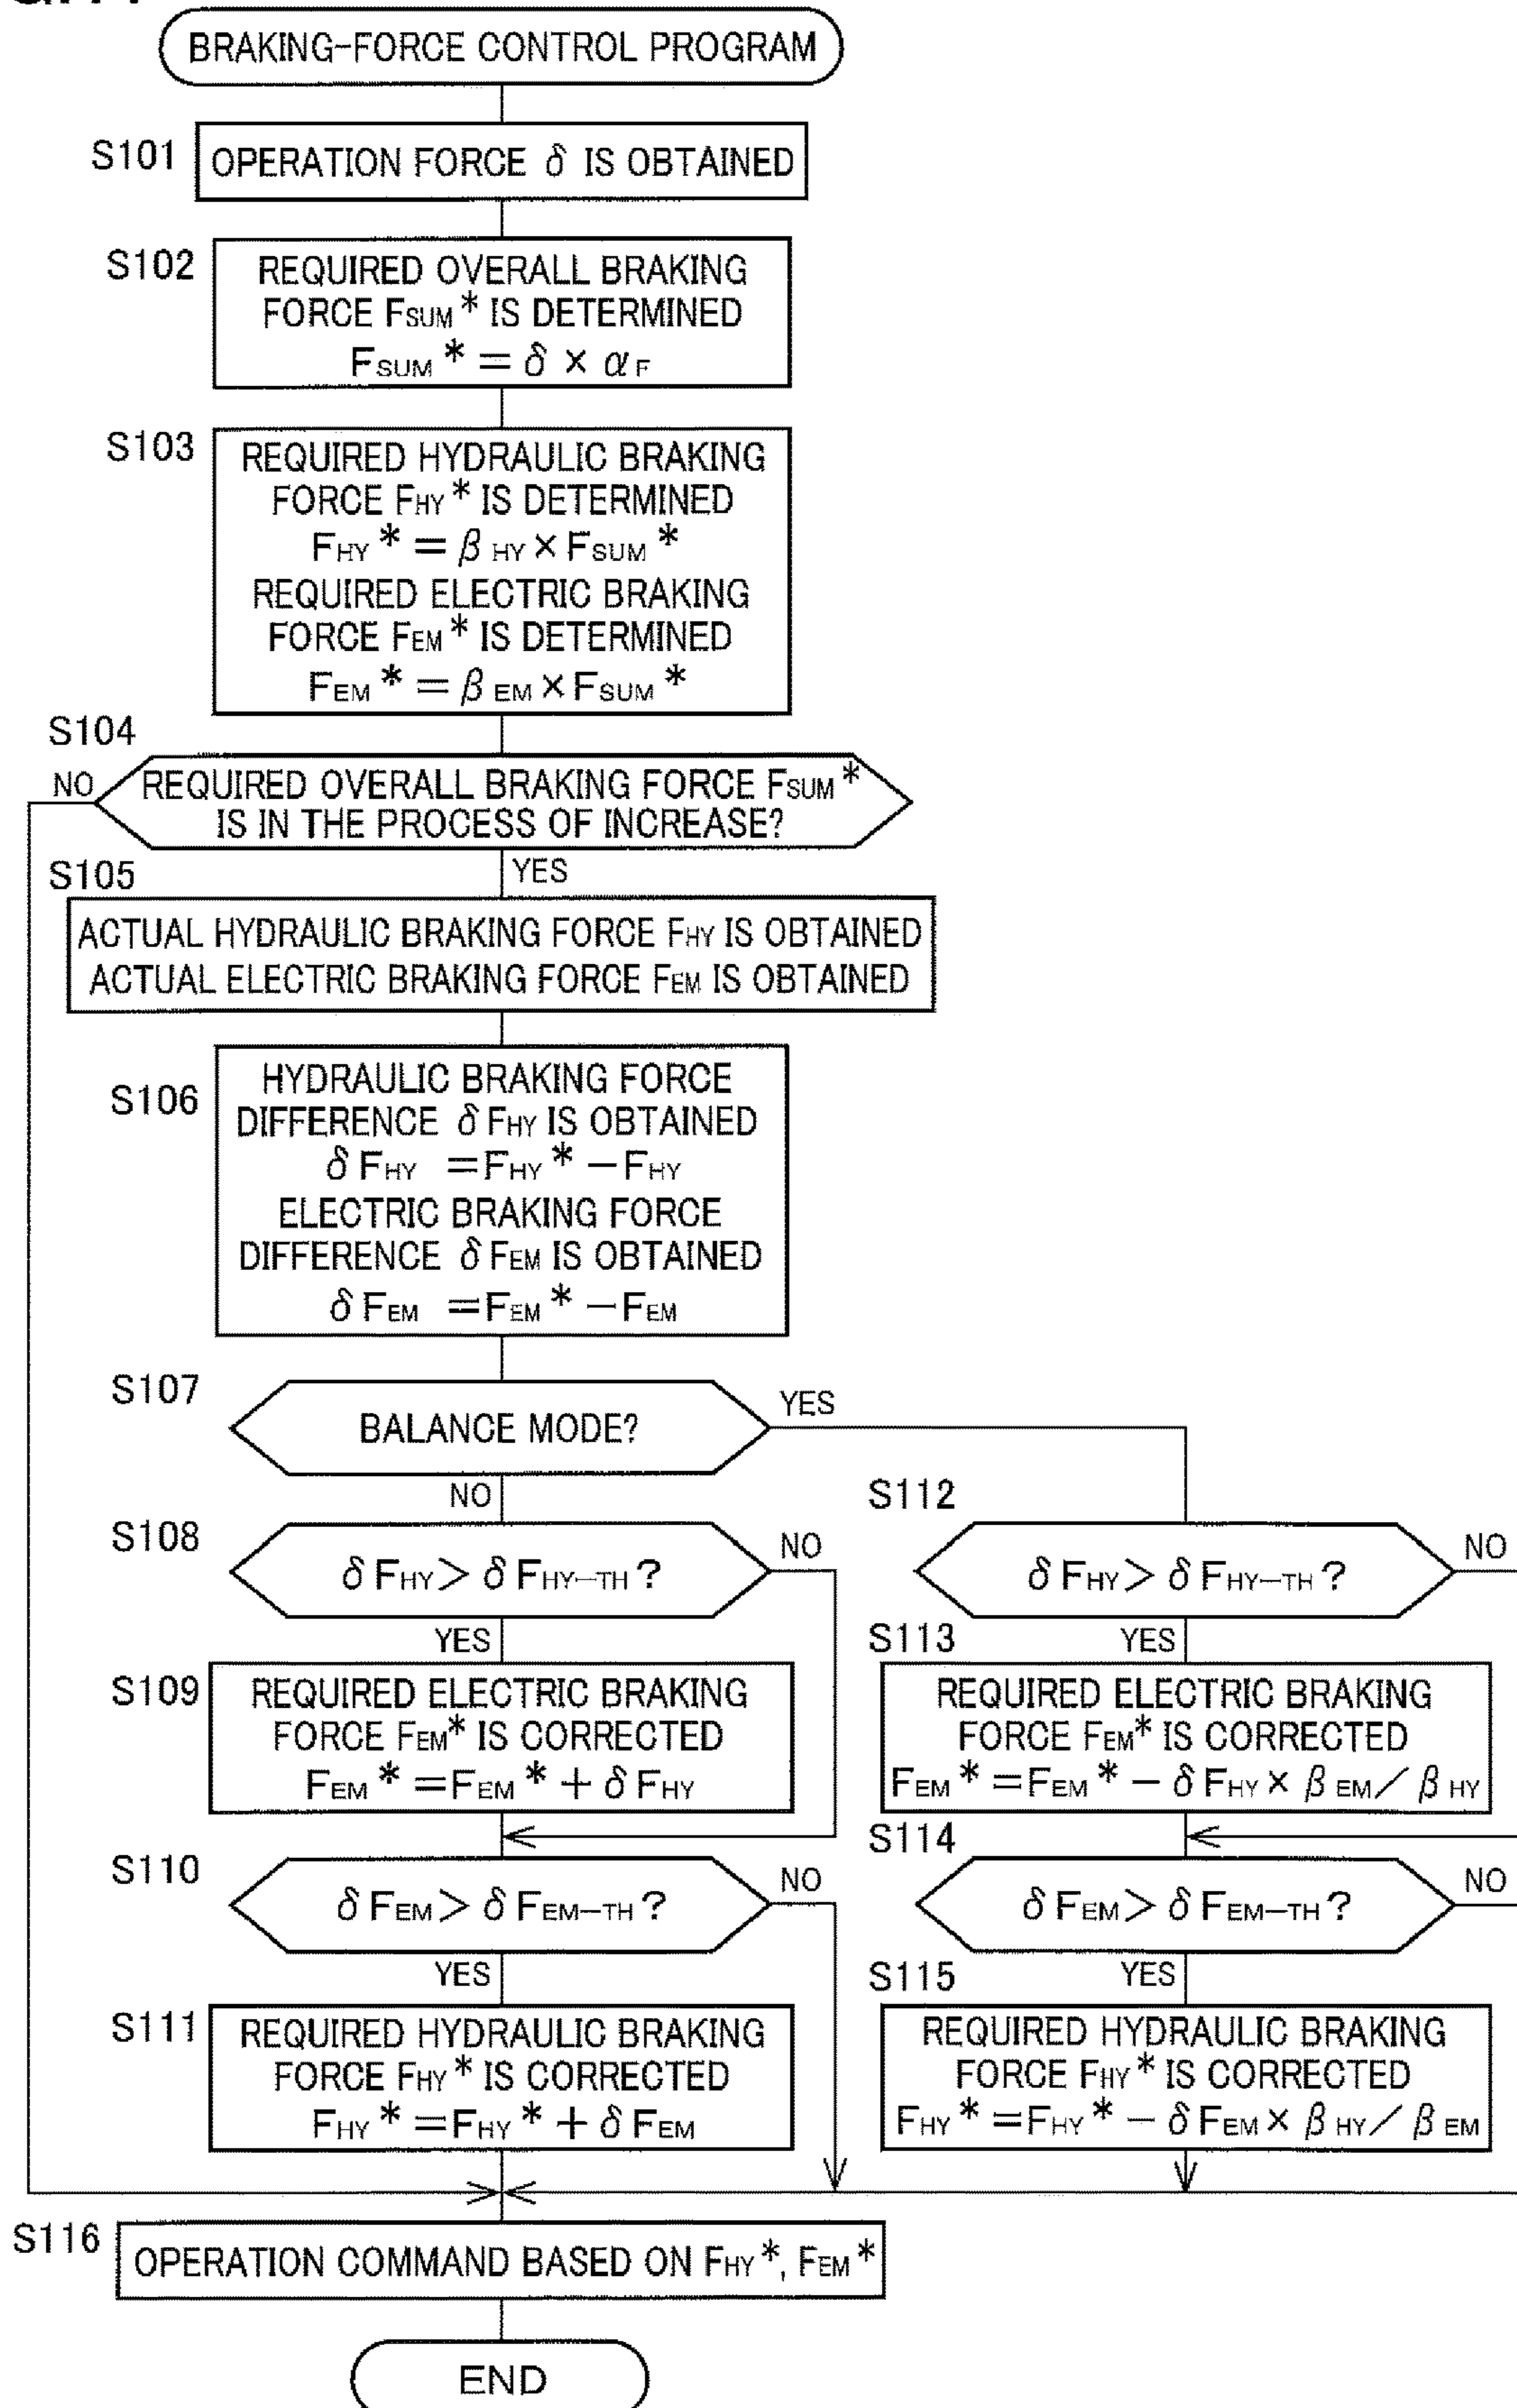 BRAKING-FORCE CONTROL PROGRAM
S101
OPERATION FORCE δ IS OBTAINED
S102
REQUIRED OVERALL BRAKING
FORCE FSUM* IS DETERMINED
FSUM* = δ × αF
S103
REQUIRED HYDRAULIC BRAKING
FORCE FHY* IS DETERMINED
FHY* = βHY × FSUM*
REQUIRED ELECTRIC BRAKING
FORCE FEM* IS DETERMINED
FEM* = βEM × FSUM*
S104
NO
REQUIRED OVERALL BRAKING FORCE FSUM*
IS IN THE PROCESS OF INCREASE?
YES
S105
ACTUAL HYDRAULIC BRAKING FORCE FHY IS OBTAINED
ACTUAL ELECTRIC BRAKING FORCE FEM IS OBTAINED
S106
HYDRAULIC BRAKING FORCE
DIFFERENCE δFHY IS OBTAINED
δFHY = FHY* − FHY
ELECTRIC BRAKING FORCE
DIFFERENCE δFEM IS OBTAINED
δFEM = FEM* − FEM
S107
BALANCE MODE?
YES
NO
S108
δFHY > δFHY−TH?
NO
YES
S109
REQUIRED ELECTRIC BRAKING
FORCE FEM* IS CORRECTED
FEM* = FEM* + δFHY
S110
δFEM > δFEM−TH?
NO
YES
S111
REQUIRED HYDRAULIC BRAKING
FORCE FHY* IS CORRECTED
FHY* = FHY* + δFEM
S112
δFHY > δFHY−TH?
NO
YES
S113
REQUIRED ELECTRIC BRAKING
FORCE FEM* IS CORRECTED
FEM* = FEM* − δFHY × βEM/βHY
S114
δFEM > δFEM−TH?
NO
YES
S115
REQUIRED HYDRAULIC BRAKING
FORCE FHY* IS CORRECTED
FHY* = FHY* − δFEM × βHY/βEM
S116
OPERATION COMMAND BASED ON FHY*, FEM*
END